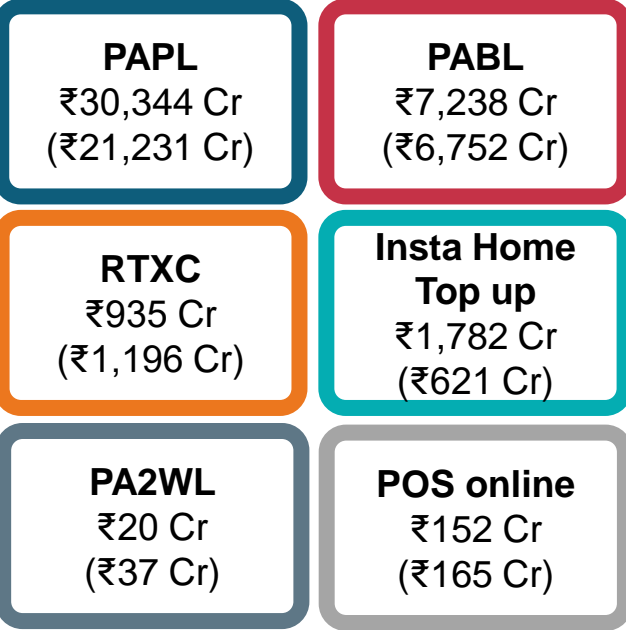 PAPL
₹30,344 Cr
(₹21,231 Cr)
PABL
₹7,238 Cr
(₹6,752 Cr)
RTXC
₹935 Cr
(₹1,196 Cr)
Insta Home
Top up
₹1,782 Cr
(₹621 Cr)
PA2WL
₹20 Cr
(₹37 Cr)
POS online
₹152 Cr
(₹165 Cr)